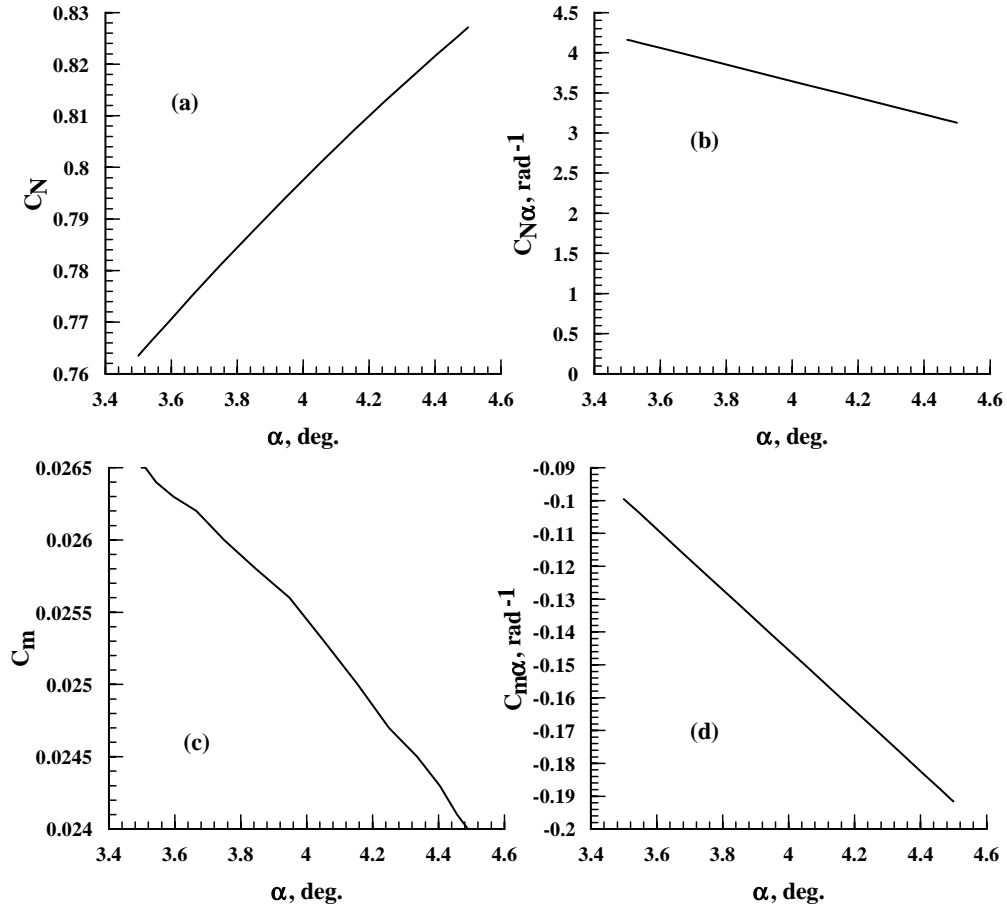 0.83
0.82
0.81
0.8
0.79
0.78
0.77
0.76
C_N
(a)
3.4 3.6 3.8 4 4.2 4.4 4.6
α, deg.
4.5
4
3.5
3
2.5
2
1.5
1
0.5
0
C_Nα, rad^-1
(b)
3.4 3.6 3.8 4 4.2 4.4 4.6
α, deg.
0.0265
0.026
0.0255
0.025
0.0245
0.024
C_m
(c)
3.4 3.6 3.8 4 4.2 4.4 4.6
α, deg.
-0.09
-0.1
-0.11
-0.12
-0.13
-0.14
-0.15
-0.16
-0.17
-0.18
-0.19
-0.2
C_mα, rad^-1
(d)
3.4 3.6 3.8 4 4.2 4.4 4.6
α, deg.